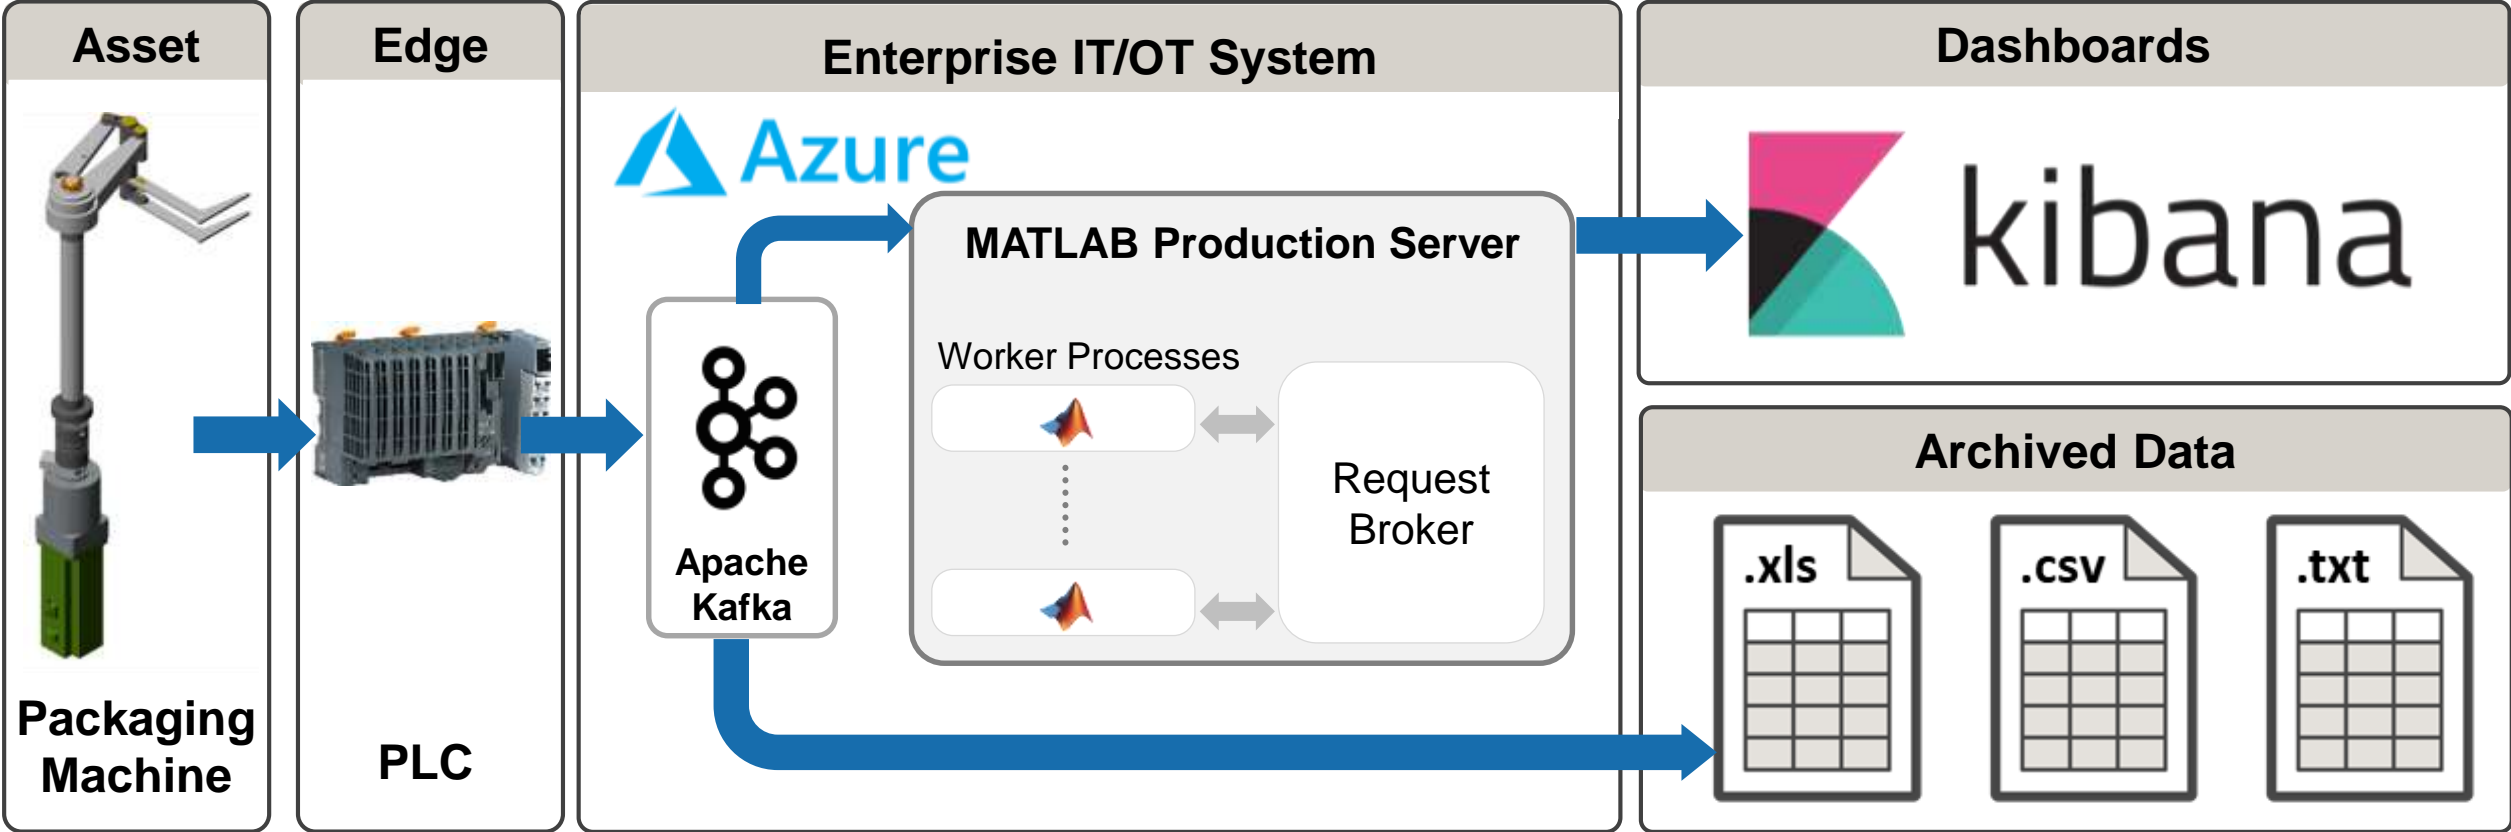 Asset
Packaging
Machine
Edge
PLC
Enterprise IT/OT System
Azure
Apache
Kafka
MATLAB Production Server
Worker Processes
Request
Broker
Dashboards
kibana
Archived Data
.xls
.csv
.txt